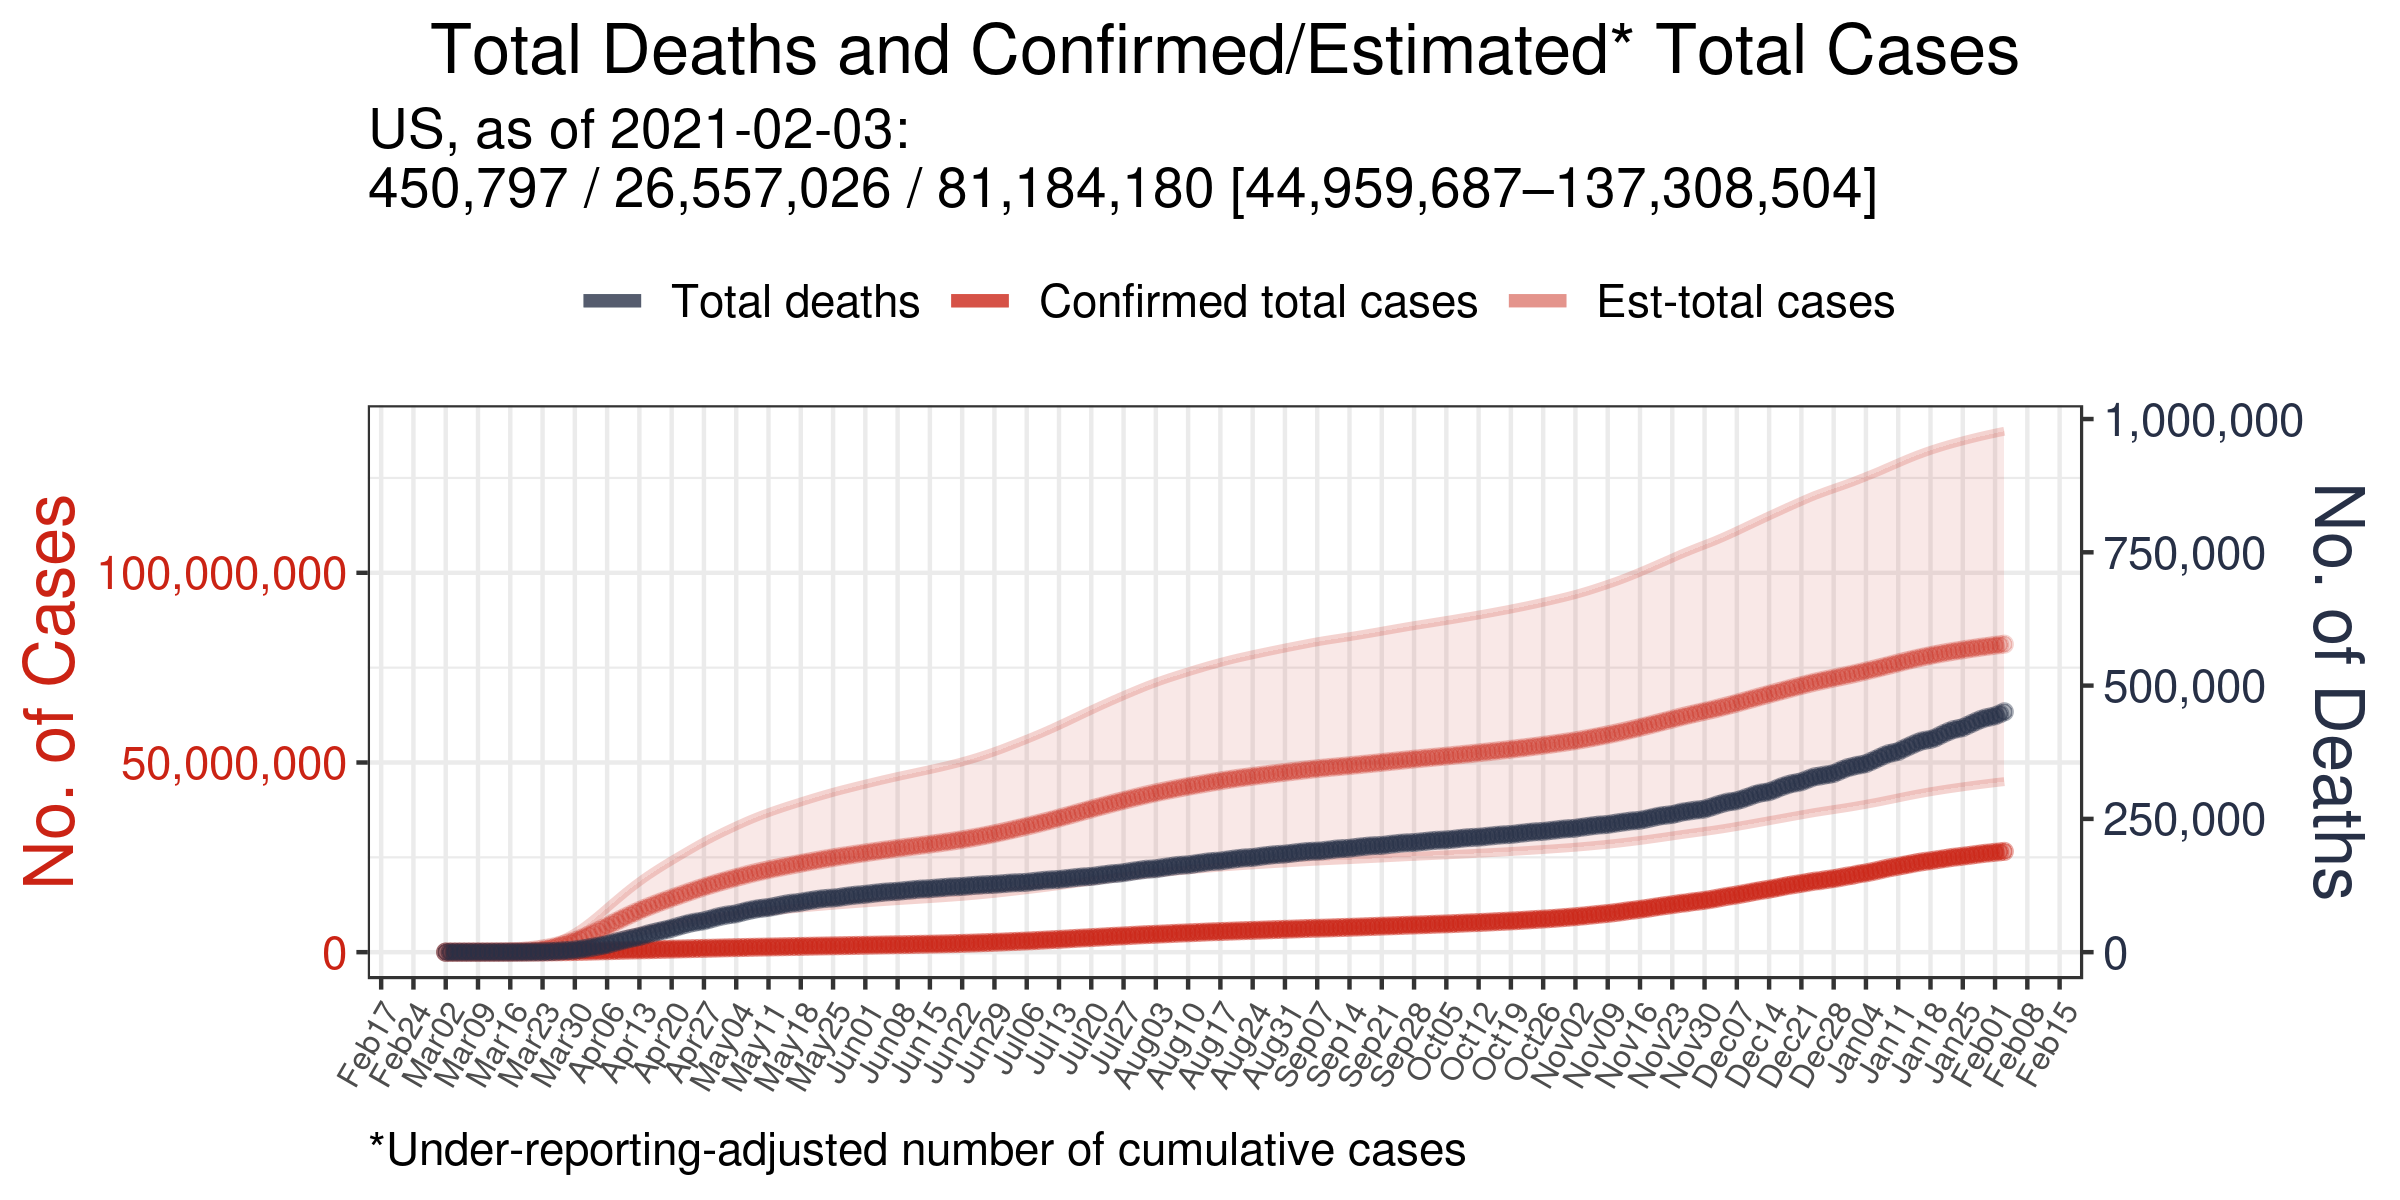 Total Deaths and Confirmed/Estimated* Total Cases
US, as of 2021-02-03:
450,797 / 26,557,026 / 81,184,180 [44,959,687–137,308,504]
Total deaths
Confirmed total cases
Est-total cases
No. of Cases
100,000,000
50,000,000
0
1,000,000
750,000
500,000
250,000
0
No. of Deaths
Feb17
Feb24
Mar02
Mar09
Mar16
Mar23
Mar30
Apr06
Apr13
Apr20
Apr27
May04
May11
May18
May25
Jun01
Jun08
Jun15
Jun22
Jun29
Jul06
Jul13
Jul20
Jul27
Aug03
Aug10
Aug17
Aug24
Aug31
Sep07
Sep14
Sep21
Sep28
Oct05
Oct12
Oct19
Oct26
Nov02
Nov09
Nov16
Nov23
Nov30
Dec07
Dec14
Dec21
Dec28
Jan04
Jan11
Jan18
Jan25
Feb01
Feb08
Feb15
*Under-reporting-adjusted number of cumulative cases